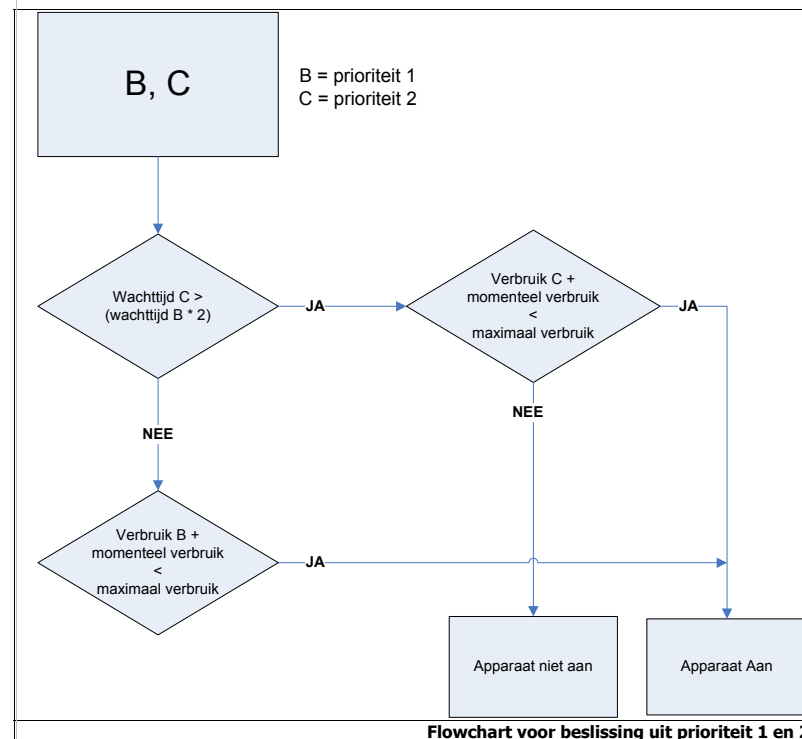 B, C
B = prioriteit 1
C = prioriteit 2
Wachttijd C >
(wachttijd B * 2)
JA
Verbruik C +
momenteel verbruik
<
maximaal verbruik
JA
NEE
NEE
Verbruik B +
momenteel verbruik
<
maximaal verbruik
JA
Apparaat niet aan
Apparaat Aan
Flowchart voor beslissing uit prioriteit 1 en 2